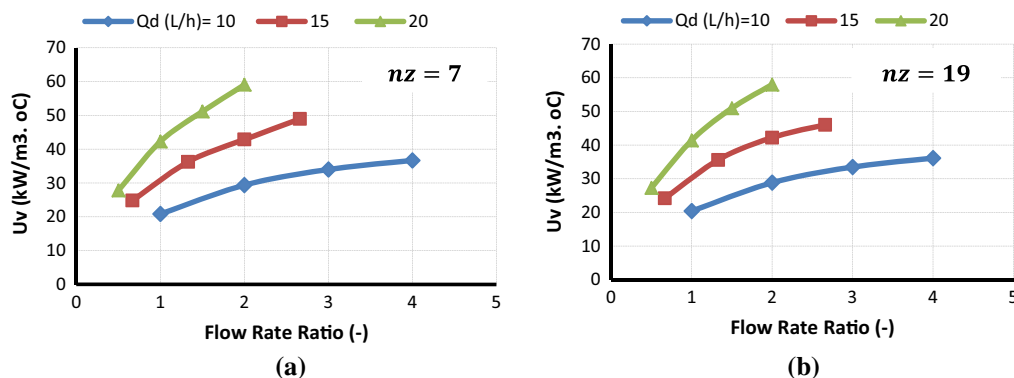 Qd (L/h)= 10 15 20
70
60
50
40
30
20
10
0
Uv (kW/m3. oC)
nz = 7
0 1 2 3 4 5
Flow Rate Ratio (-)
(a)
Qd (L/h)= 10 15 20
70
60
50
40
30
20
10
0
Uv (kW/m3. oC)
nz = 19
0 1 2 3 4 5
Flow Rate Ratio (-)
(b)